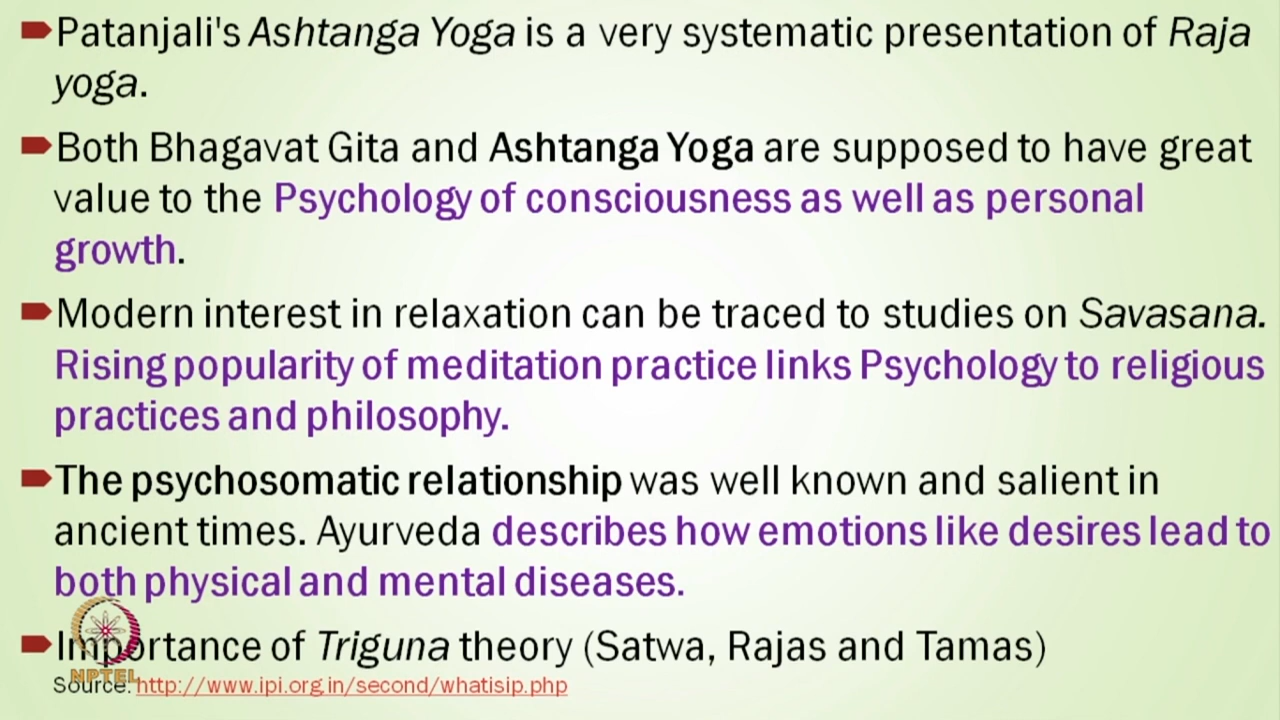 Patanjali's Ashtanga Yoga is a very systematic presentation of Raja
yoga.
Both Bhagavat Gita and Ashtanga Yoga are supposed to have great
value to the Psychology of consciousness as well as personal
growth.
Modern interest in relaxation can be traced to studies on Savasana.
Rising popularity of meditation practice links Psychology to religious
practices and philosophy.
The psychosomatic relationship was well known and salient in
ancient times. Ayurveda describes how emotions like desires lead to
both physical and mental diseases.
Importance of Triguna theory (Satwa, Rajas and Tamas)
NPTEL
Source: http://www.ipi.org.in/second/whatisip.php